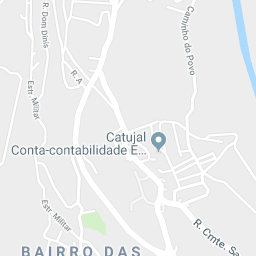 R. Dom Dinis
Caminho do Povo
Estr. Militar
R. A
Catujal
Conta-contabilidade E...
Estr. Militar
R. Cmte. Sa
BAIRRO DAS